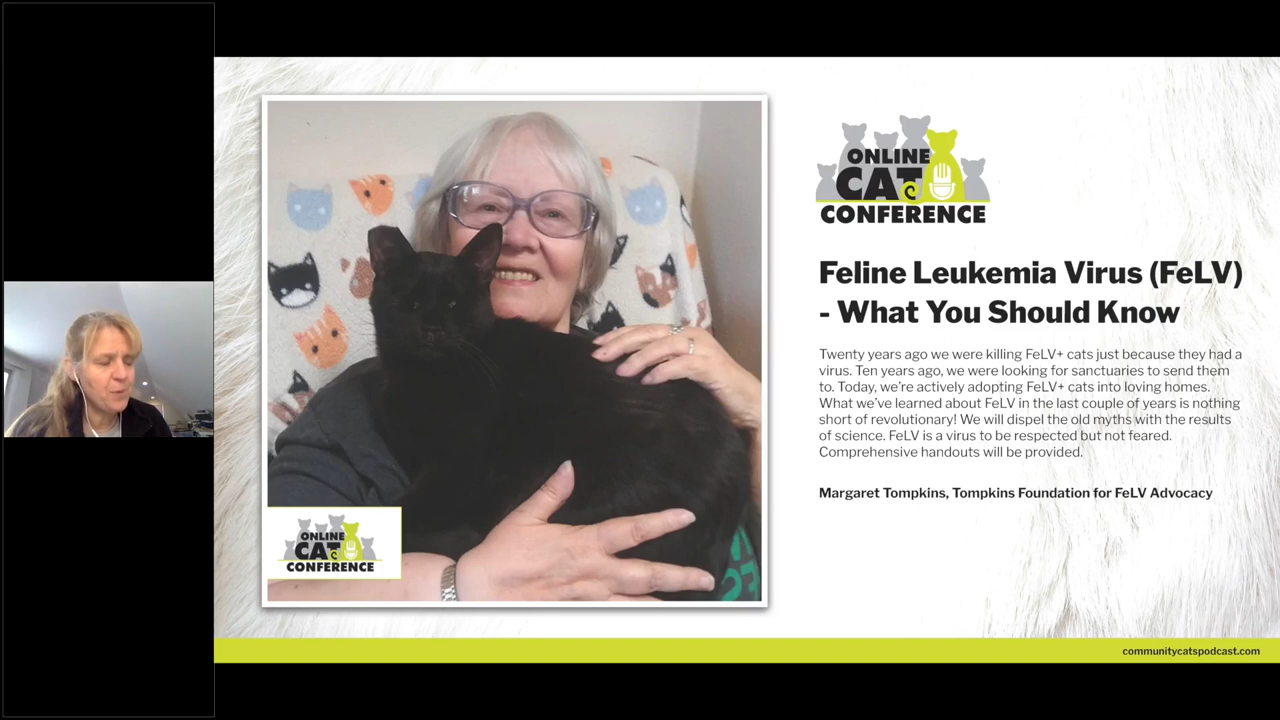 ONLINE
CAT
CONFERENCE
Feline Leukemia Virus (FeLV)
- What You Should Know
Twenty years ago we were killing FeLV+ cats just because they had a
virus. Ten years ago, we were looking for sanctuaries to send them
to. Today, we're actively adopting FeLV+ cats into loving homes.
What we've learned about FeLV in the last couple of years is nothing
short of revolutionary! We will dispel the old myths with the results
of science. FeLV is a virus to be respected but not feared.
Comprehensive handouts will be provided.
Margaret Tompkins, Tompkins Foundation for FeLV Advocacy
ONLINE
CAT
CONFERENCE
communitycatspodcast.com